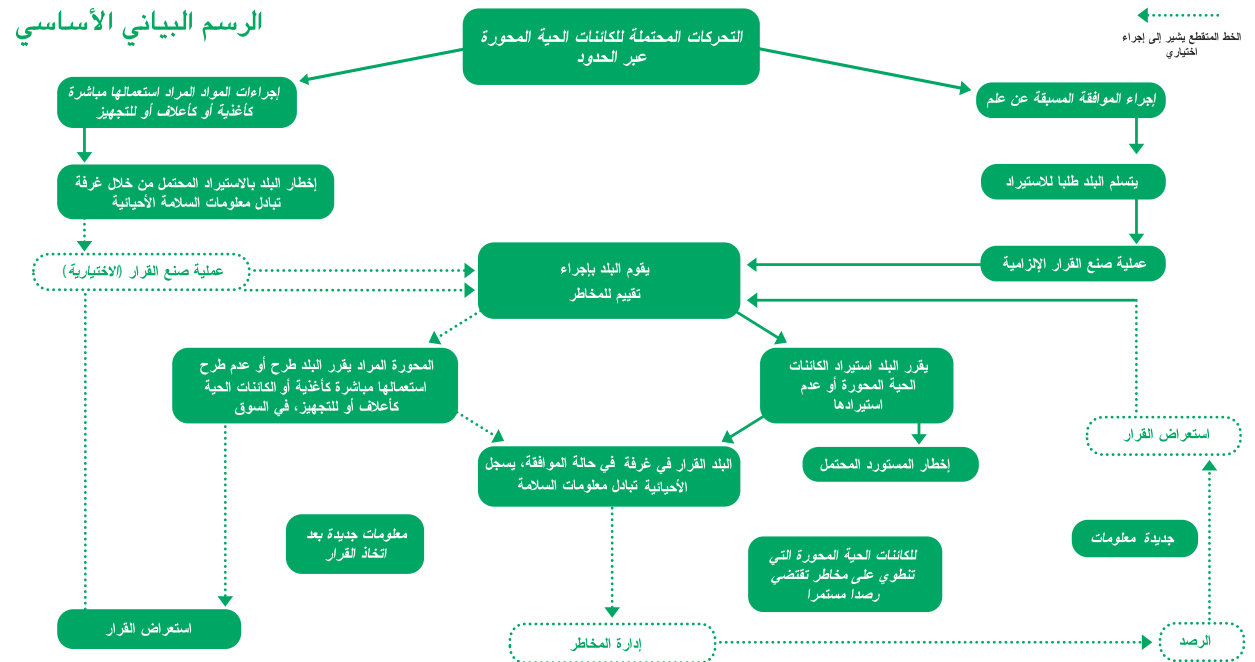 الرسم البياني الأساسي
الخط المتقطع يشير إلى إجراء
اختياري
التحركات المحتملة للكائنات الحية المحورة
عبر الحدود
إجراء الموافقة المسبقة عن علم
إجراءات المواد المراد استعمالها مباشرة
كأغذية أو كأعلاف أو للتجهيز
يتسلم البلد طلبا للاستيراد
إخطار البلد بالاستيراد المحتمل من خلال غرفة
تبادل معلومات السلامة الأحيائية
عملية صنع القرار الإلزامية
يقوم البلد بإجراء
تقييم للمخاطر
عملية صنع القرار (الاختيارية)
يقرر البلد استيراد الكائنات
الحية المحورة أو عدم
استيرادها
المحورة المراد يقرر البلد طرح أو عدم طرح
استعمالها مباشرة كأغذية أو الكائنات الحية
كأعلاف أو للتجهيز، في السوق
استعراض القرار
إخطار المستورد المحتمل
البلد القرار في غرفة في حالة الموافقة، يسجل
الأحيائية تبادل معلومات السلامة
جديدة معلومات
معلومات جديدة بعد
اتخاذ القرار
للكائنات الحية المحورة التي
تنطوي على مخاطر تقتضي
رصدا مستمرا
الرصد
إدارة المخاطر
استعراض القرار